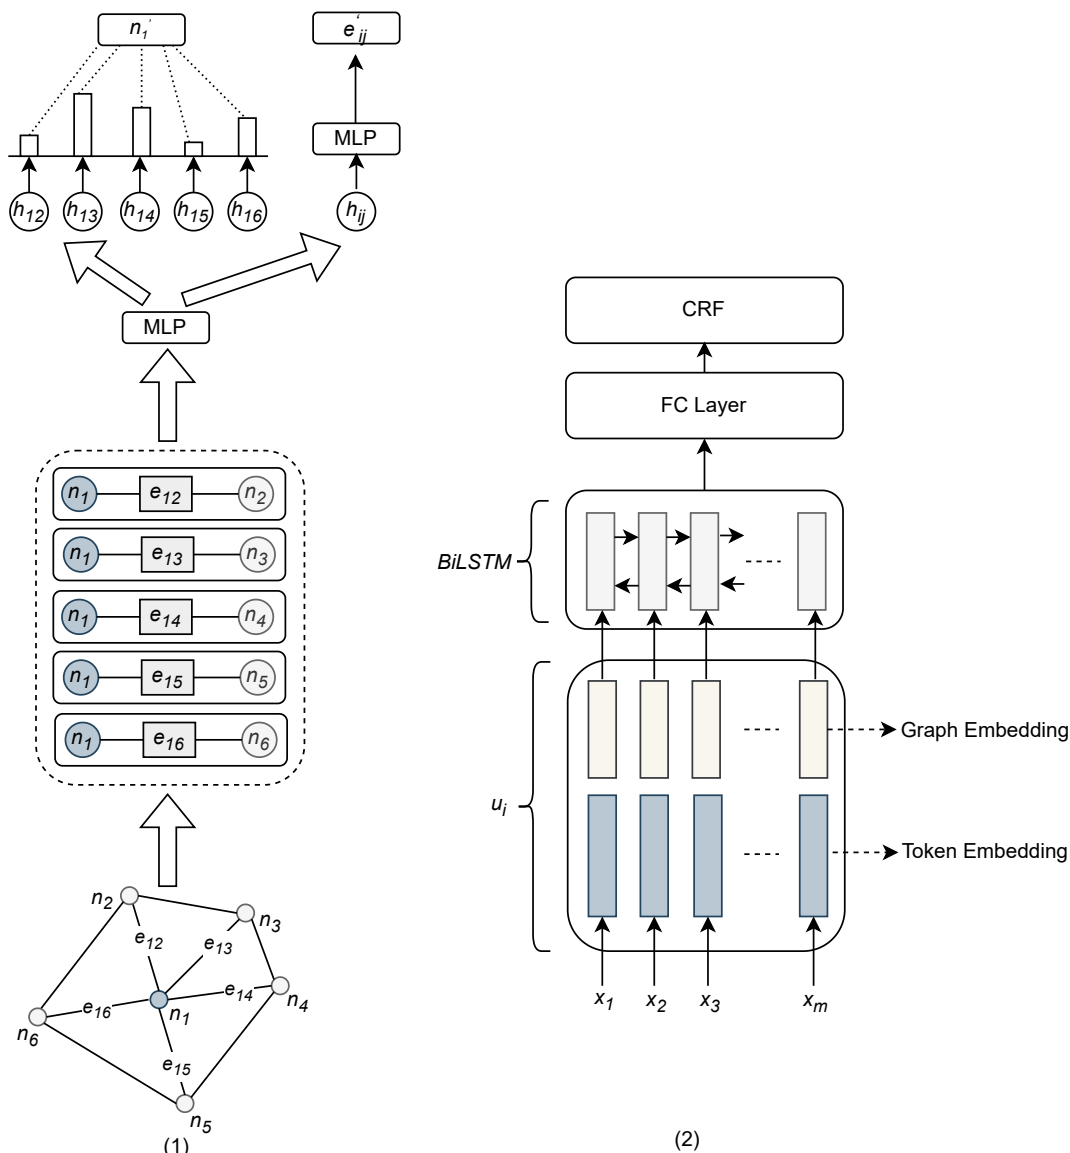 n₁′
e′ᵢⱼ
MLP
h₁₂ h₁₃ h₁₄ h₁₅ h₁₆
hᵢⱼ
MLP
n₁ e₁₂ n₂
n₁ e₁₃ n₃
n₁ e₁₄ n₄
n₁ e₁₅ n₅
n₁ e₁₆ n₆
n₂
n₃
e₁₂
e₁₃
e₁₄
n₄
e₁₆
n₁
n₆
e₁₅
n₅
(1)
CRF
FC Layer
BiLSTM
Graph Embedding
uᵢ
Token Embedding
x₁ x₂ x₃ xₘ
(2)